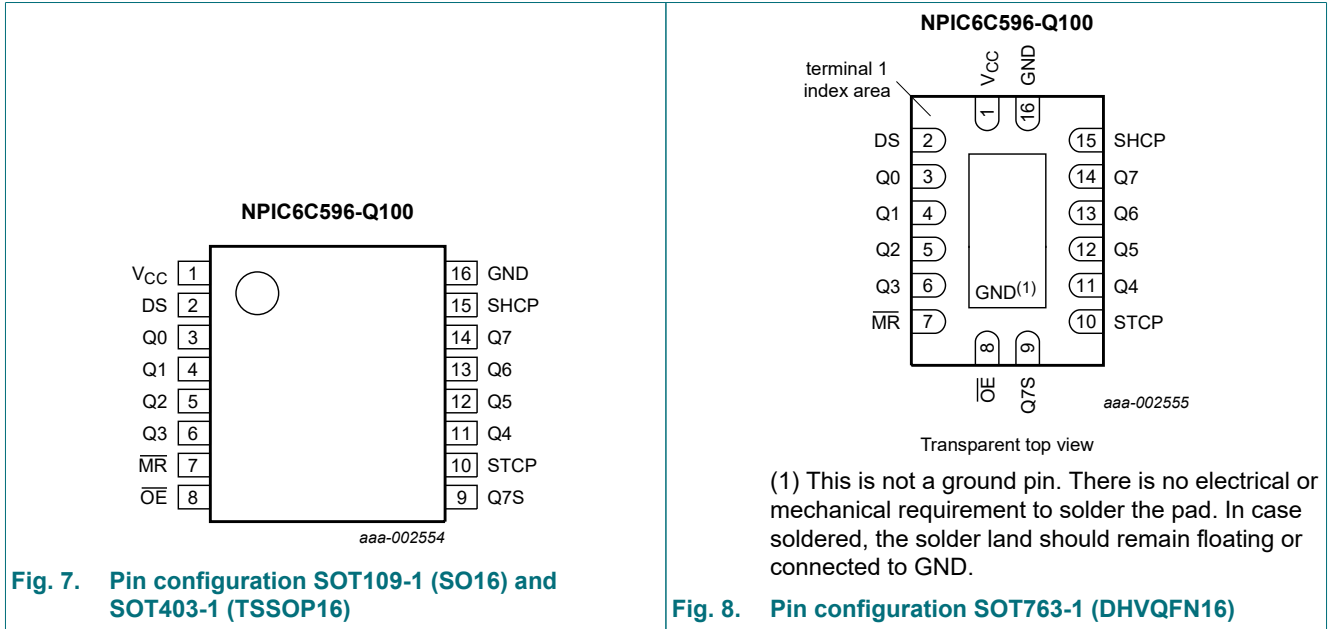 NPIC6C596-Q100
VCC 1
DS 2
Q0 3
Q1 4
Q2 5
Q3 6
MR 7
OE 8
16 GND
15 SHCP
14 Q7
13 Q6
12 Q5
11 Q4
10 STCP
9 Q7S
aaa-002554
Fig. 7. Pin configuration SOT109-1 (SO16) and
SOT403-1 (TSSOP16)
NPIC6C596-Q100
terminal 1
index area
VCC
GND
1
16
DS 2
Q0 3
Q1 4
Q2 5
Q3 6
MR 7
15 SHCP
14 Q7
13 Q6
12 Q5
11 Q4
10 STCP
GND(1)
8
9
OE
Q7S
aaa-002555
Transparent top view
(1) This is not a ground pin. There is no electrical or
mechanical requirement to solder the pad. In case
soldered, the solder land should remain floating or
connected to GND.
Fig. 8. Pin configuration SOT763-1 (DHVQFN16)